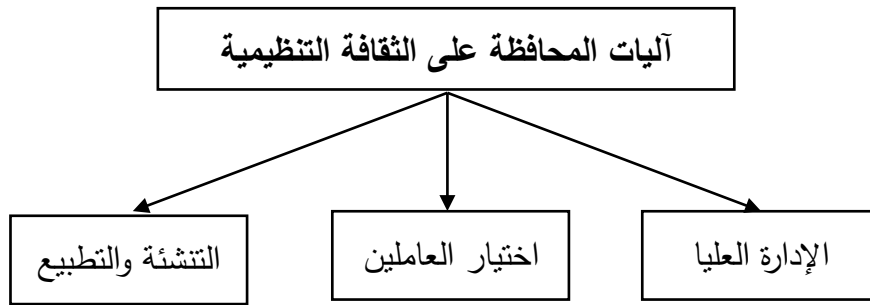 آليات المحافظة على الثقافة التنظيمية
الإدارة العليا
اختيار العاملين
التنشئة والتطبيع